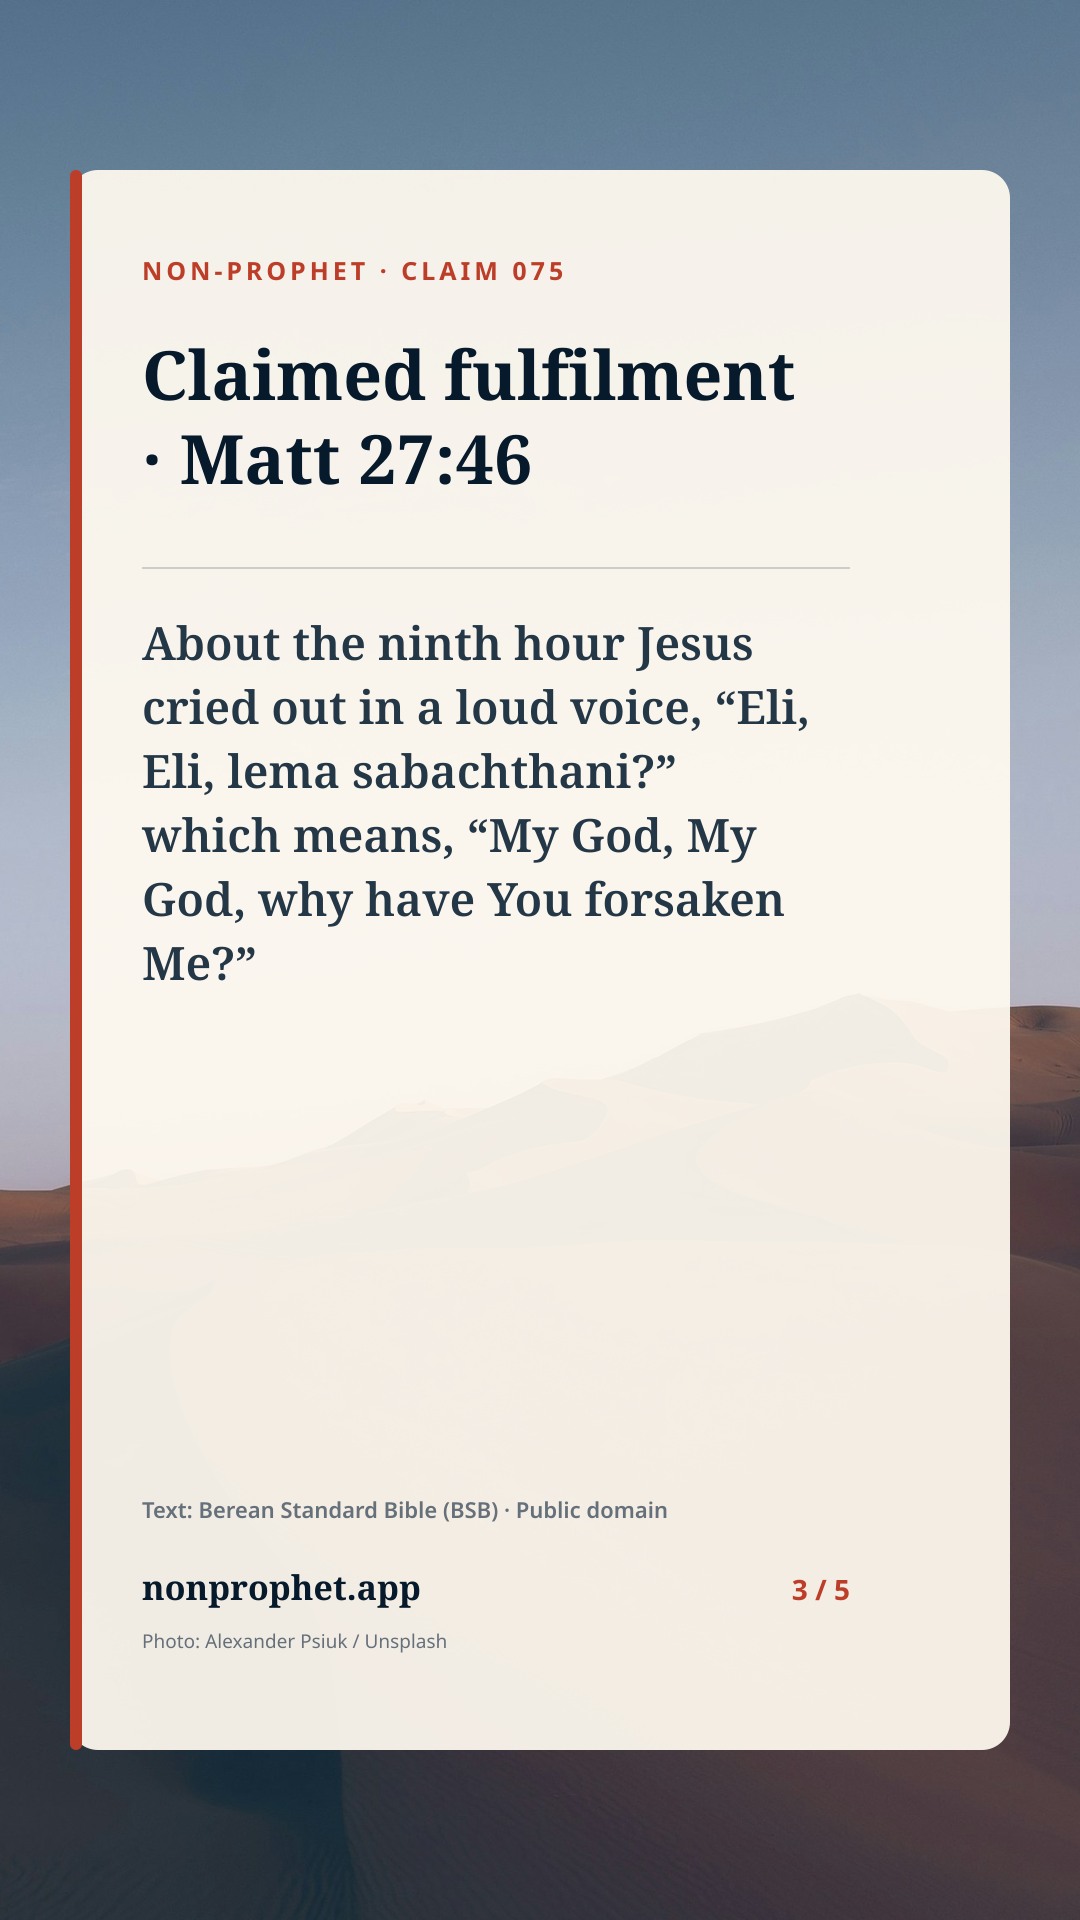 NON-PROPHET · CLAIM 075
Claimed fulfilment
· Matt 27:46
About the ninth hour Jesus
cried out in a loud voice, “Eli,
Eli, lema sabachthani?”
which means, “My God, My
God, why have You forsaken
Me?”
Text: Berean Standard Bible (BSB) · Public domain
nonprophet.app
3 / 5
Photo: Alexander Psiuk / Unsplash